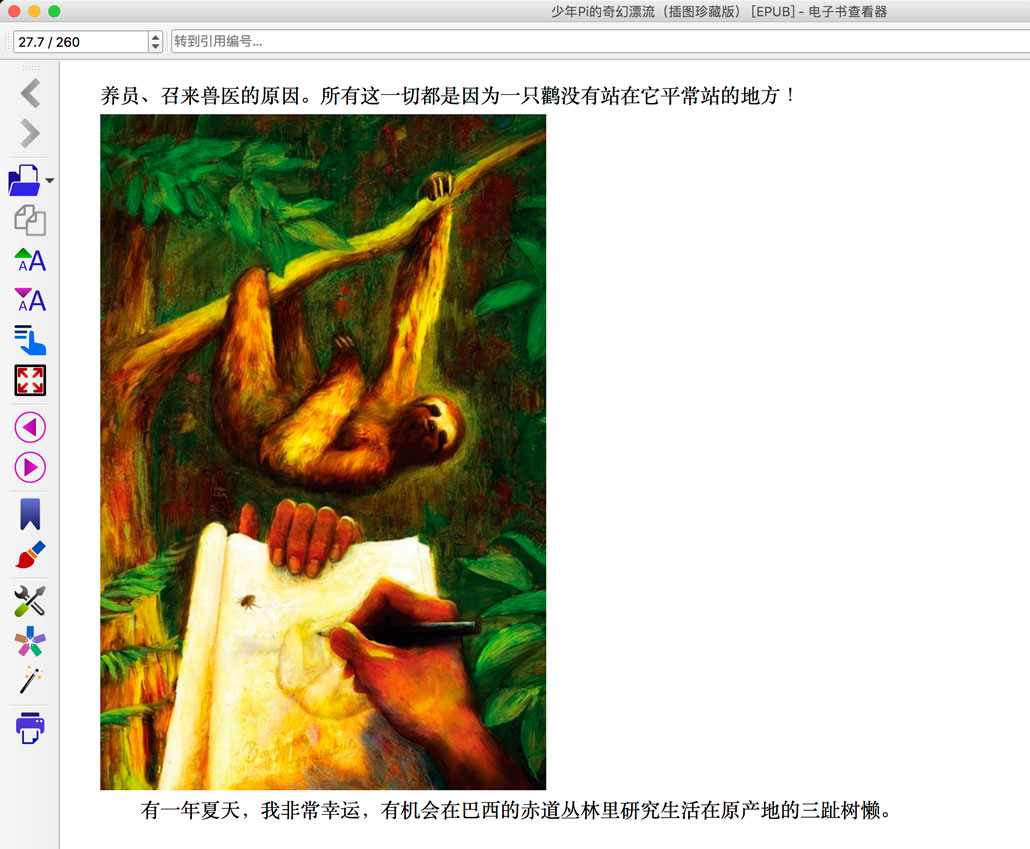 少年Pi的奇幻漂流（插图珍藏版） [EPUB] - 电子书查看器
27.7 / 260
转到引用编号...
养员、召来兽医的原因。所有这一切都是因为一只鹳没有站在它平常站的地方！
有一年夏天，我非常幸运，有机会在巴西的赤道丛林里研究生活在原产地的三趾树懒。